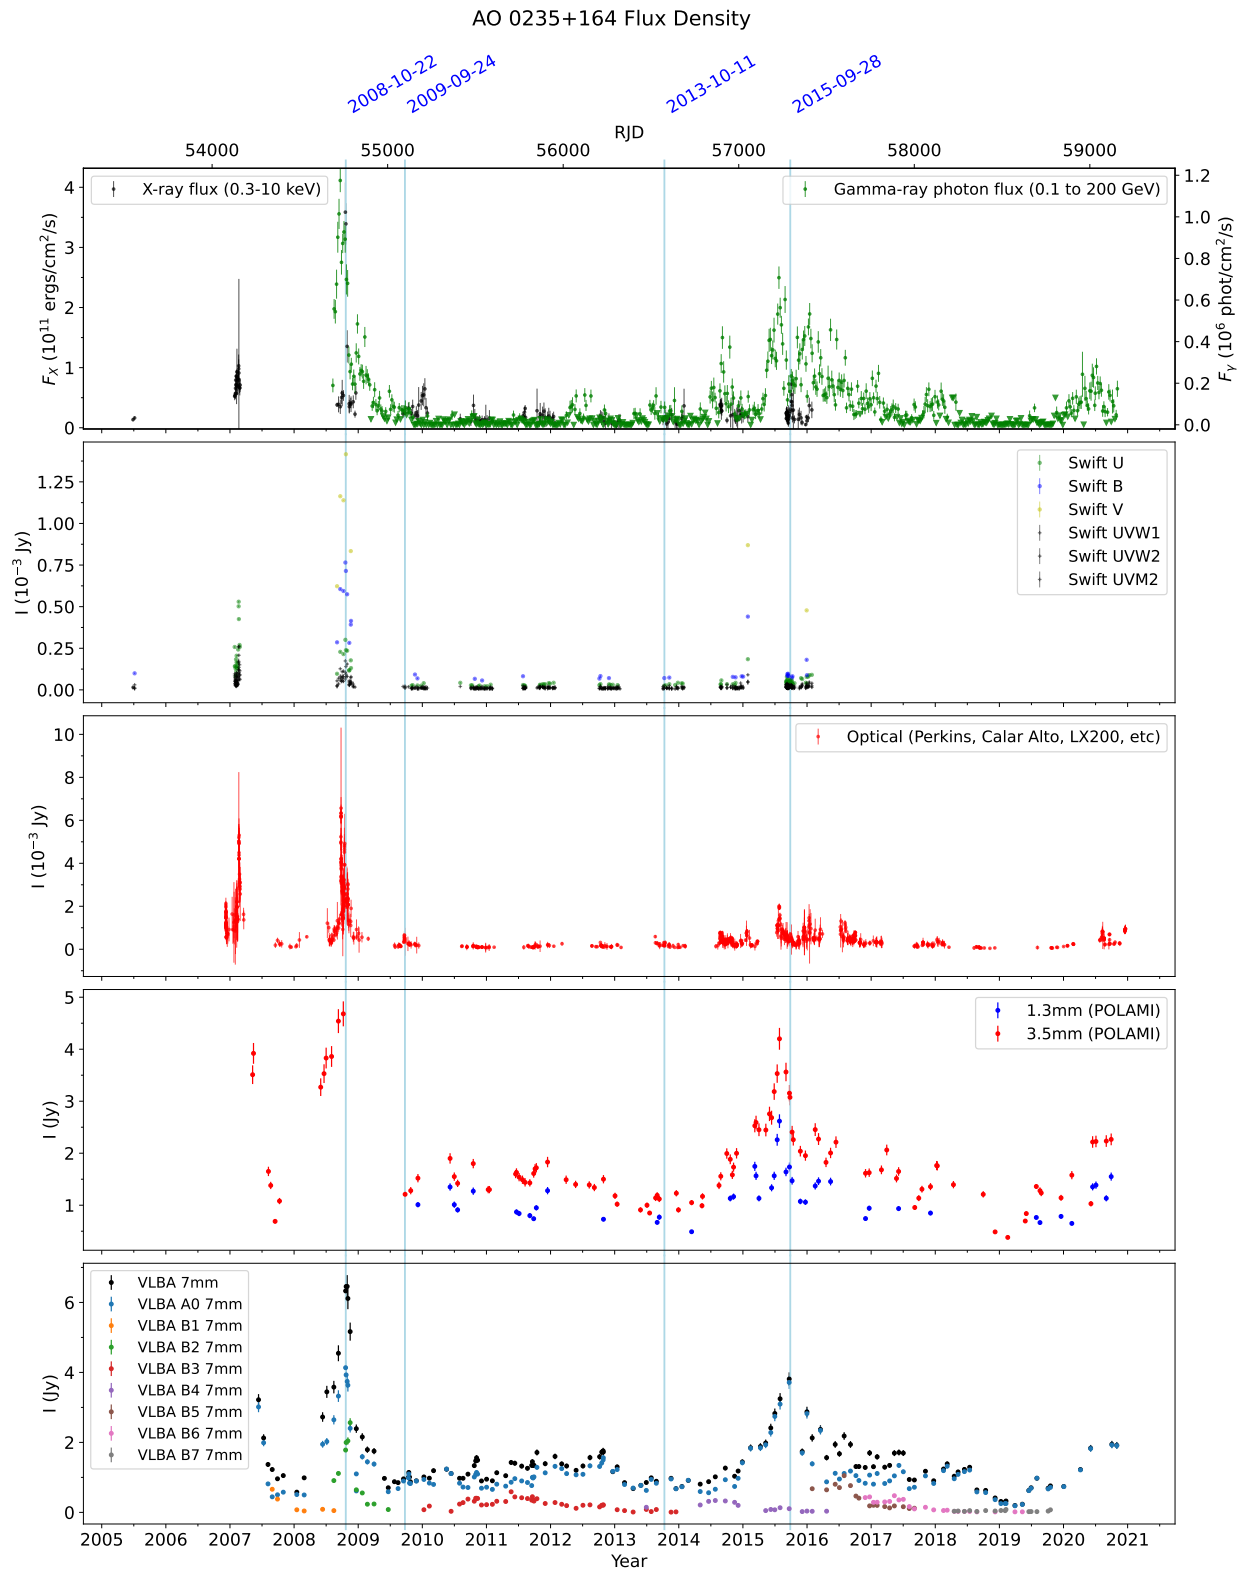 AO 0235+164 Flux Density
2008-10-22
2009-09-24
2013-10-11
2015-09-28
RJD
54000 55000 56000 57000 58000 59000
X-ray flux (0.3-10 keV)
Gamma-ray photon flux (0.1 to 200 GeV)
4
3
2
1
0
F_X (10^11 ergs/cm^2/s)
1.2
1.0
0.8
0.6
0.4
0.2
0.0
F_γ (10^6 phot/cm^2/s)
Swift U
Swift B
Swift V
Swift UVW1
Swift UVW2
Swift UVM2
1.25
1.00
0.75
0.50
0.25
0.00
I (10^−3 Jy)
Optical (Perkins, Calar Alto, LX200, etc)
10
8
6
4
2
0
I (10^−3 Jy)
1.3mm (POLAMI)
3.5mm (POLAMI)
5
4
3
2
1
I (Jy)
VLBA 7mm
VLBA A0 7mm
VLBA B1 7mm
VLBA B2 7mm
VLBA B3 7mm
VLBA B4 7mm
VLBA B5 7mm
VLBA B6 7mm
VLBA B7 7mm
6
4
2
0
I (Jy)
2005 2006 2007 2008 2009 2010 2011 2012 2013 2014 2015 2016 2017 2018 2019 2020 2021
Year